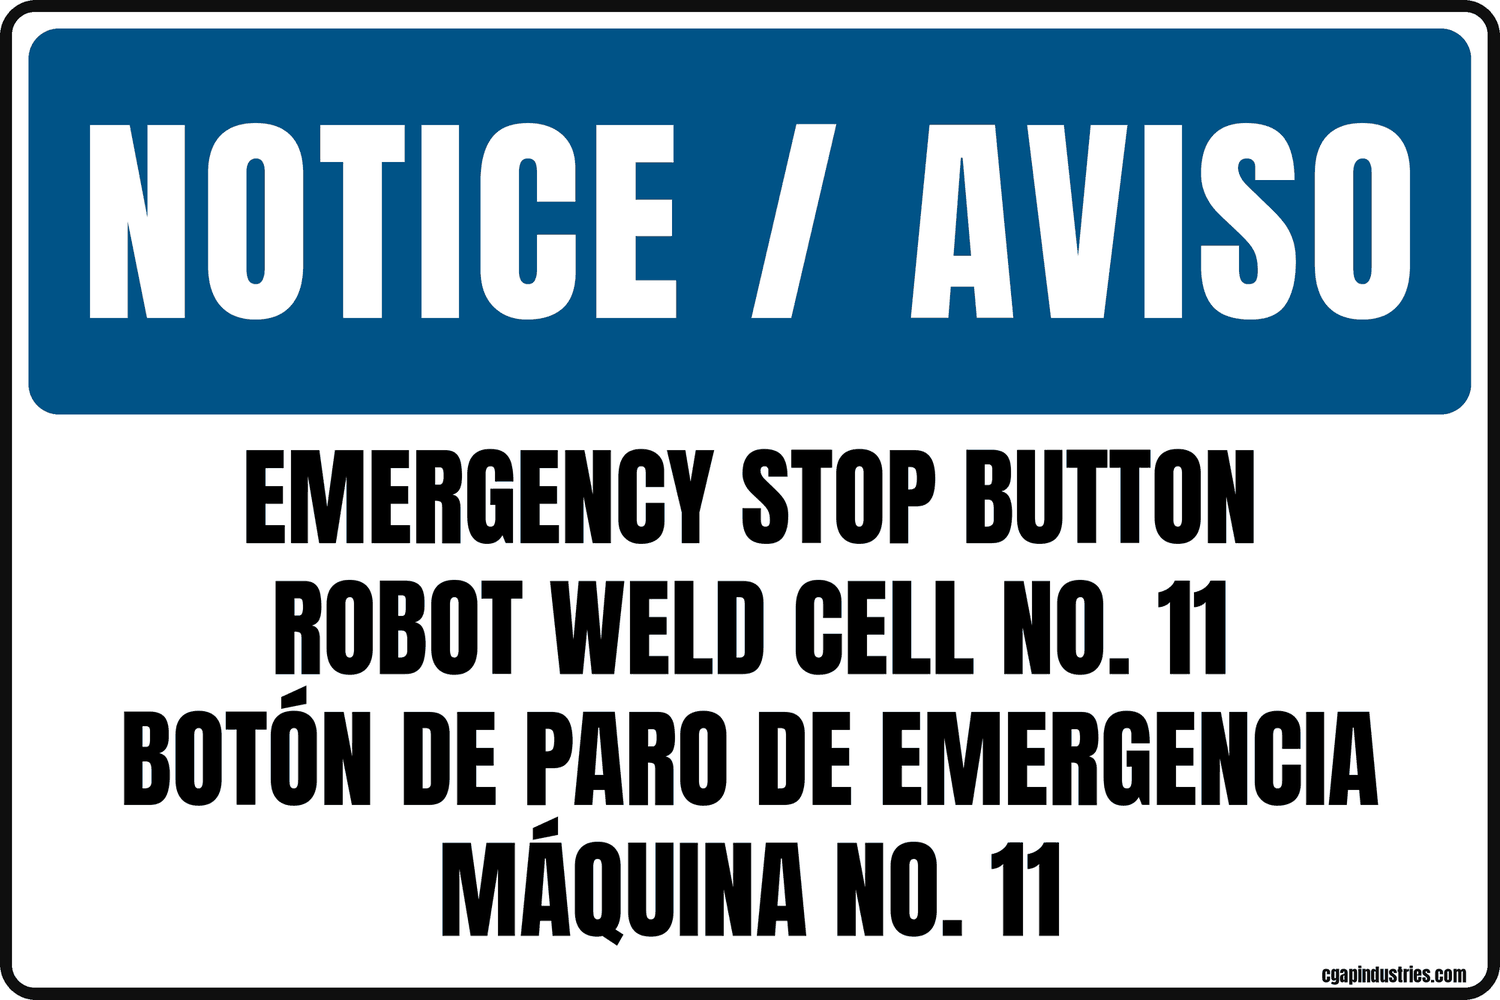 NOTICE / AVISO
EMERGENCY STOP BUTTON
ROBOT WELD CELL NO. 11
BOTÓN DE PARO DE EMERGENCIA
MÁQUINA NO. 11
cgapindustries.com